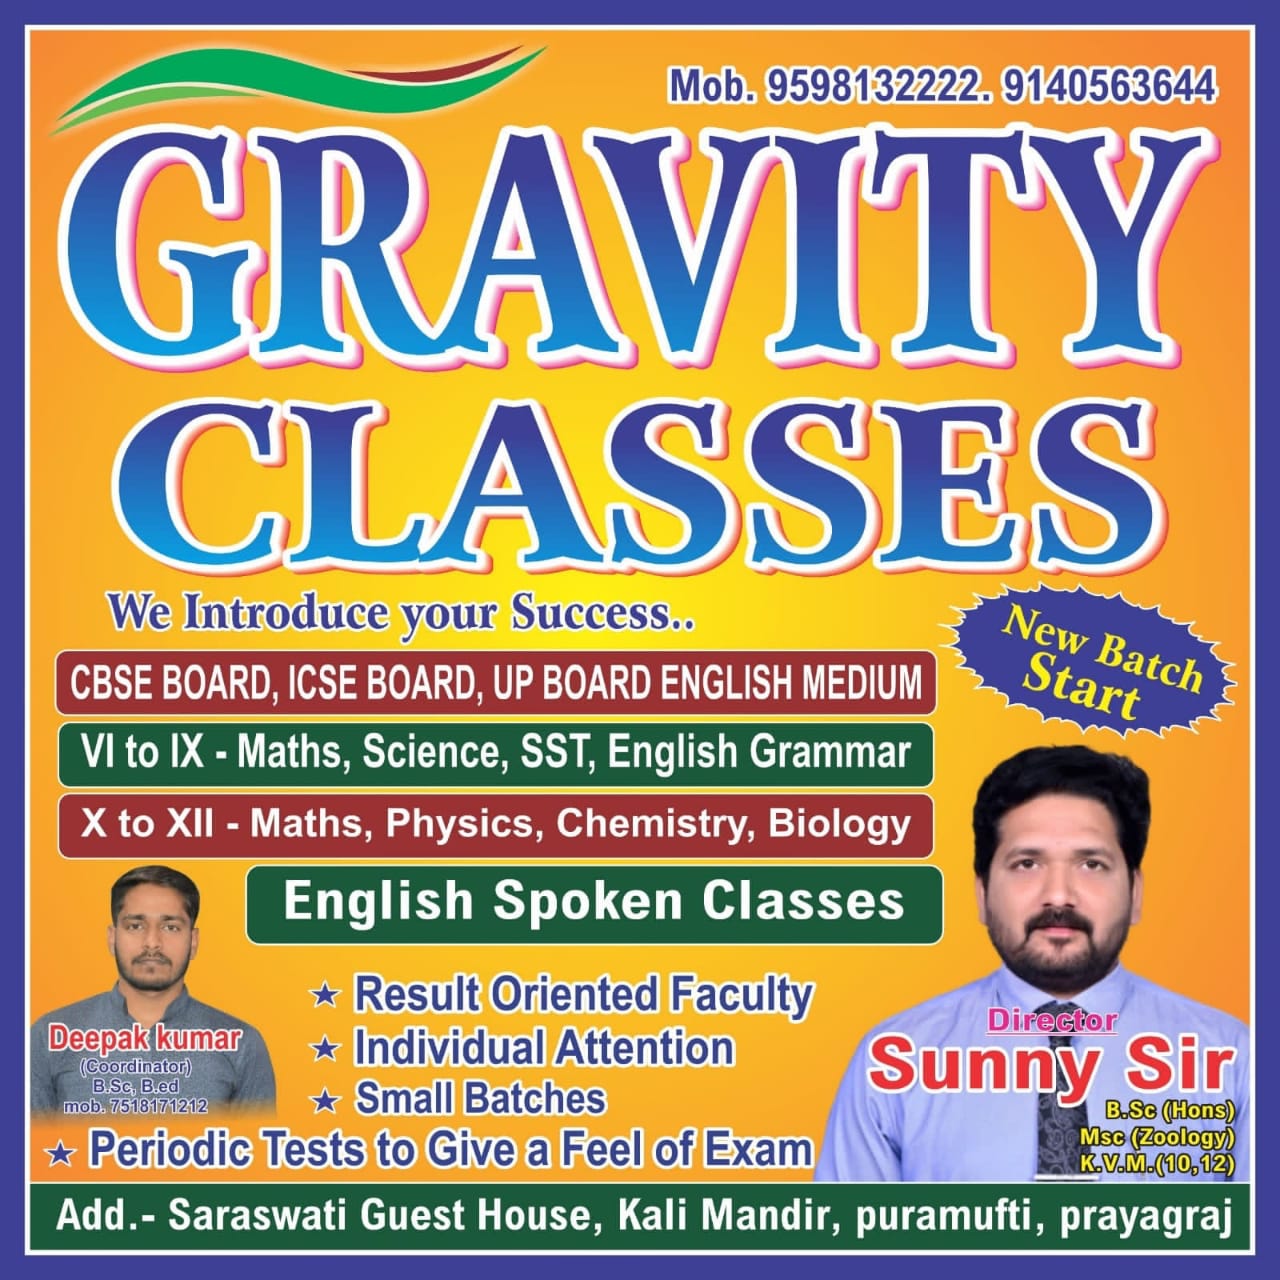 Mob. 9598132222. 9140563644
GRAVITY
CLASSES
We Introduce your Success..
New Batch
Start
CBSE BOARD, ICSE BOARD, UP BOARD ENGLISH MEDIUM
VI to IX - Maths, Science, SST, English Grammar
X to XII - Maths, Physics, Chemistry, Biology
English Spoken Classes
★ Result Oriented Faculty
★ Individual Attention
★ Small Batches
★ Periodic Tests to Give a Feel of Exam
Deepak kumar
(Coordinator)
B.Sc, B.ed
mob. 7518171212
Director
Sunny Sir
B.Sc (Hons)
Msc (Zoology)
K.V.M.(10,12)
Add.- Saraswati Guest House, Kali Mandir, puramufti, prayagraj